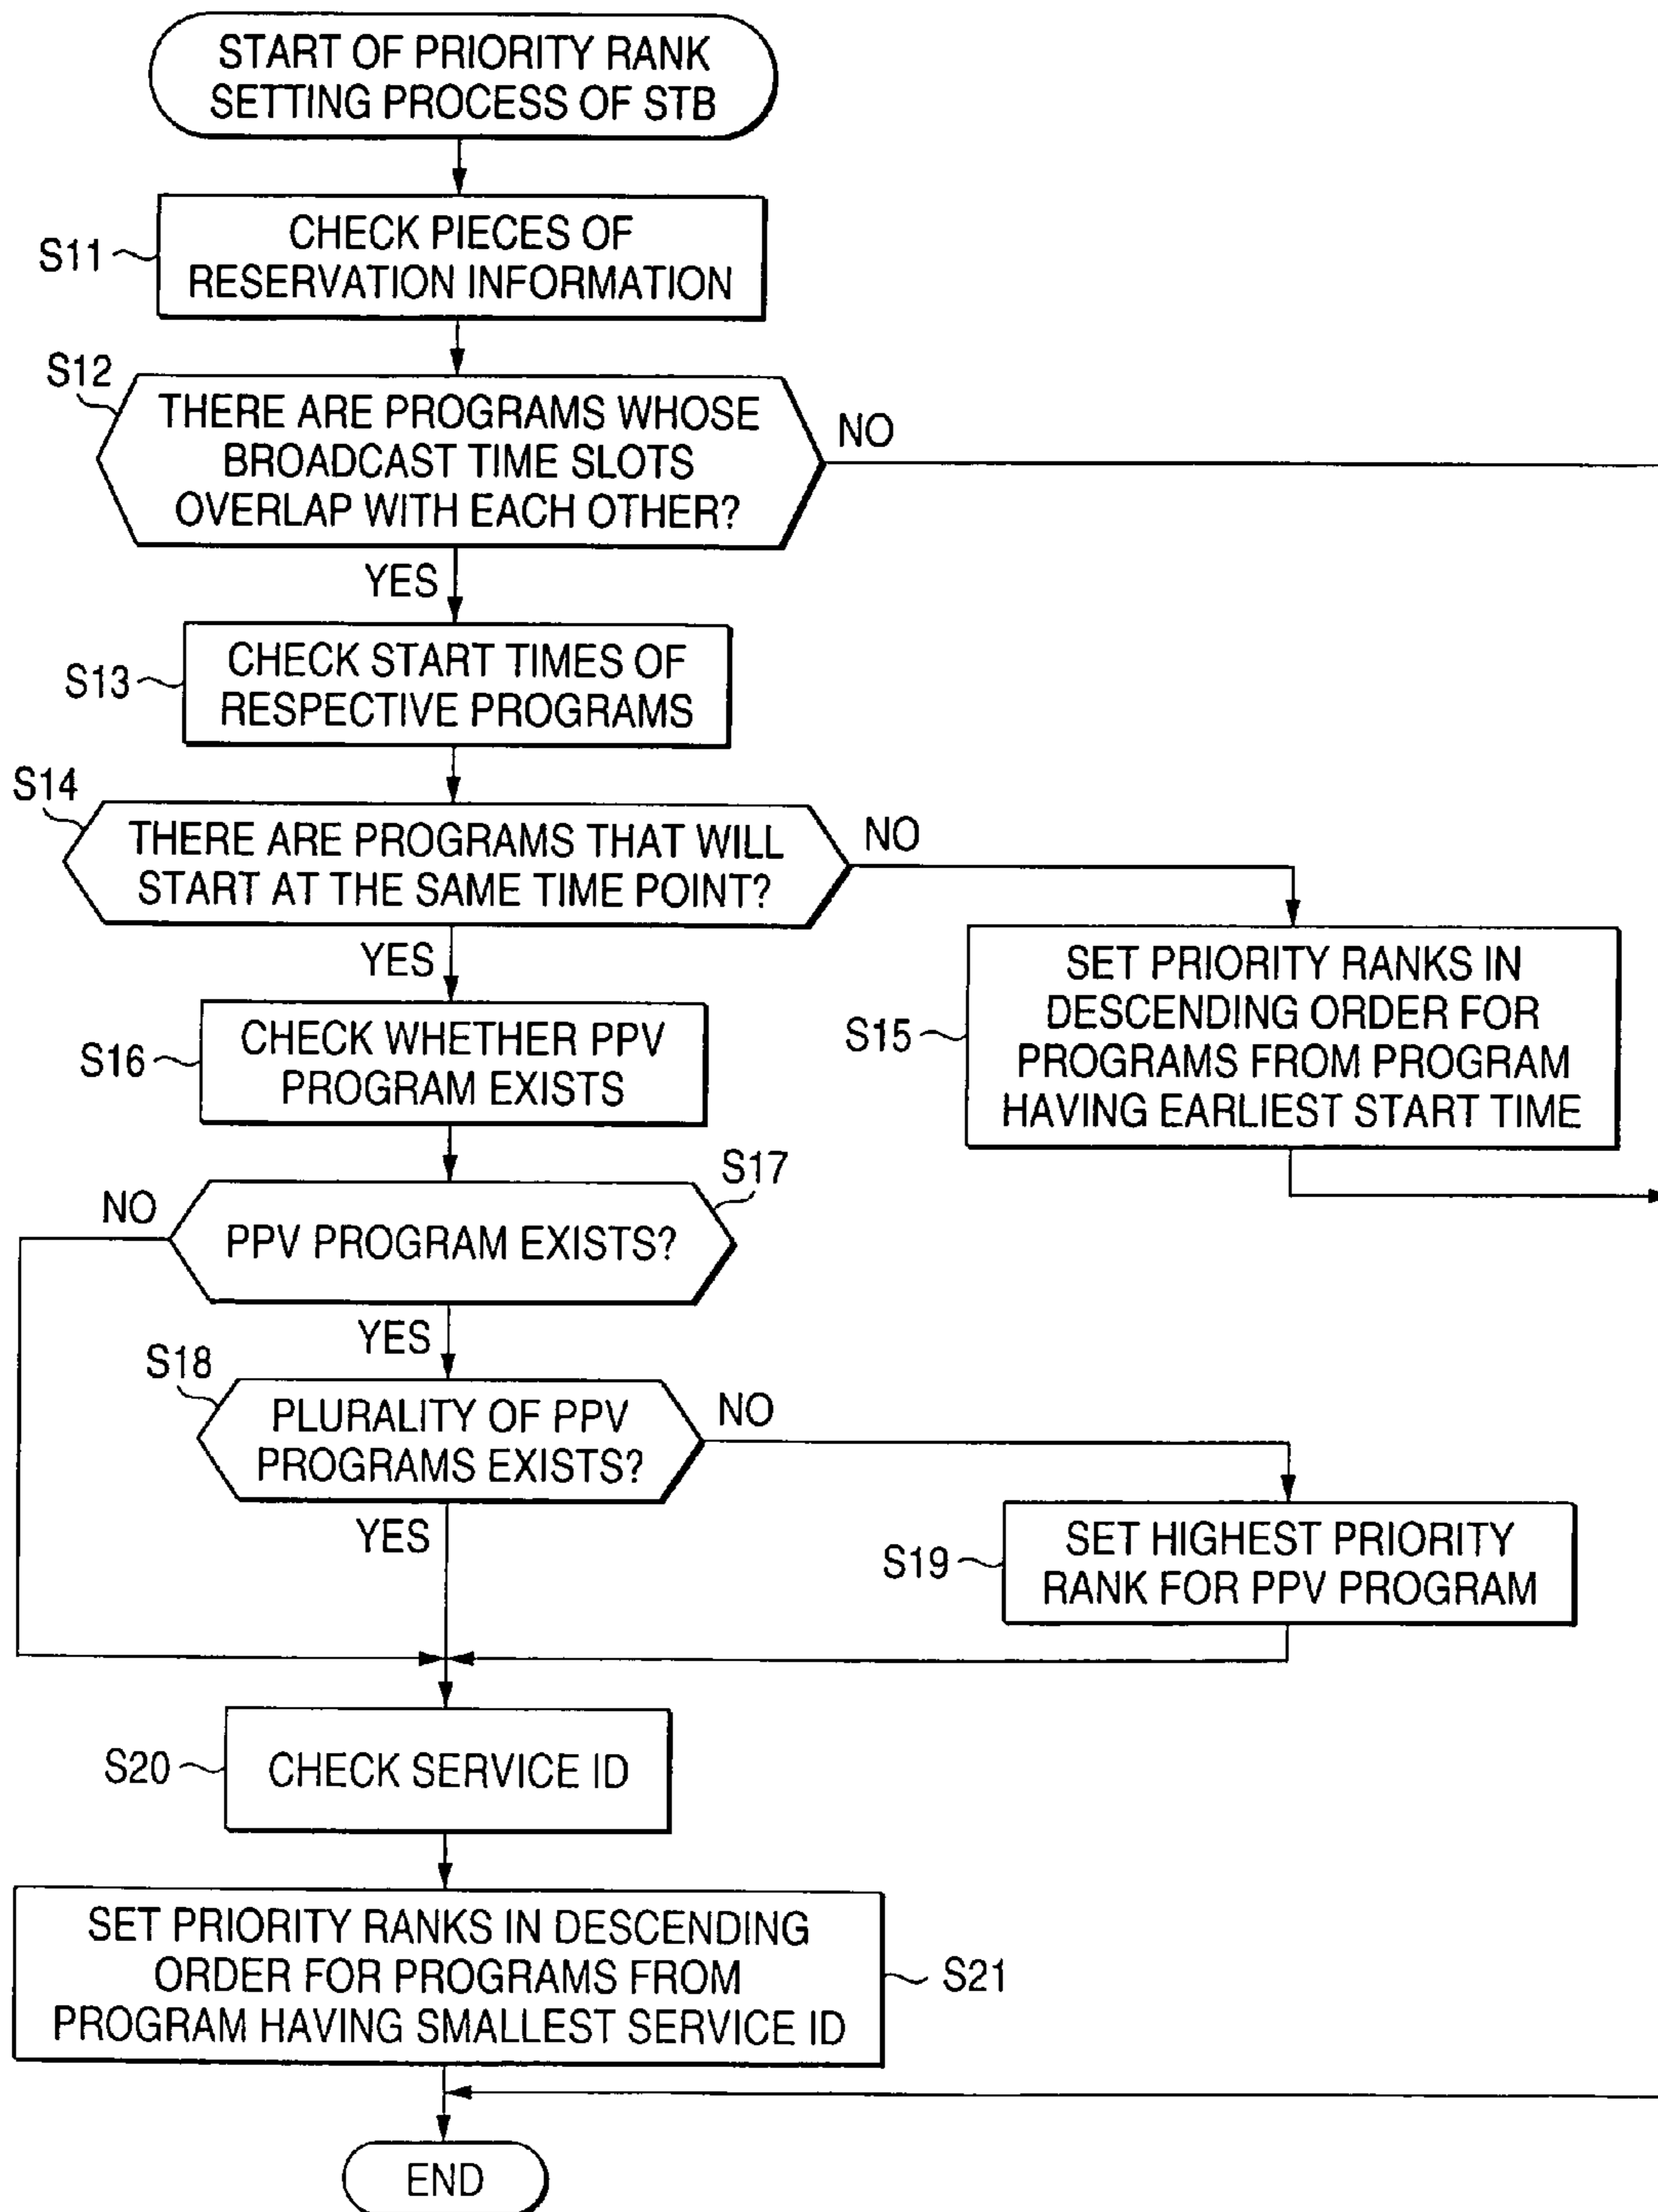 START OF PRIORITY RANK
SETTING PROCESS OF STB
S11
CHECK PIECES OF
RESERVATION INFORMATION
S12
THERE ARE PROGRAMS WHOSE
BROADCAST TIME SLOTS
OVERLAP WITH EACH OTHER?
NO
YES
S13
CHECK START TIMES OF
RESPECTIVE PROGRAMS
S14
THERE ARE PROGRAMS THAT WILL
START AT THE SAME TIME POINT?
NO
YES
S15
SET PRIORITY RANKS IN
DESCENDING ORDER FOR
PROGRAMS FROM PROGRAM
HAVING EARLIEST START TIME
S16
CHECK WHETHER PPV
PROGRAM EXISTS
S17
NO
PPV PROGRAM EXISTS?
YES
S18
PLURALITY OF PPV
PROGRAMS EXISTS?
NO
YES
S19
SET HIGHEST PRIORITY
RANK FOR PPV PROGRAM
S20
CHECK SERVICE ID
SET PRIORITY RANKS IN DESCENDING
ORDER FOR PROGRAMS FROM
PROGRAM HAVING SMALLEST SERVICE ID
S21
END